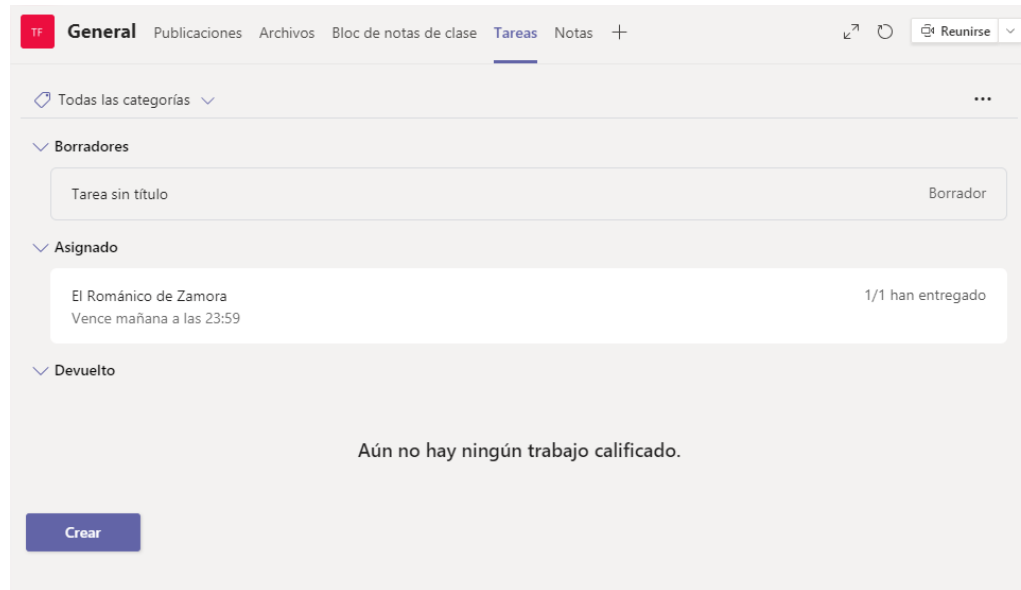 TF General Publicaciones Archivos Bloc de notas de clase Tareas Notas + Reunirse
Todas las categorías ...
Borradores
Tarea sin título Borrador
Asignado
El Románico de Zamora 1/1 han entregado
Vence mañana a las 23:59
Devuelto
Aún no hay ningún trabajo calificado.
Crear